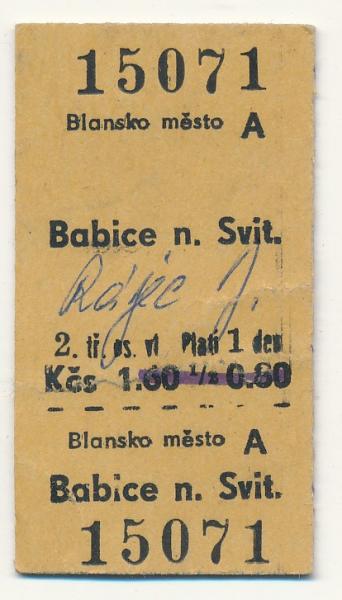 15071
Blansko město A
Babice n. Svit.
Rájec J.
2. tř. os. vl Platí 1 den
Kčs 1.60 1/2 0.80
Blansko město A
Babice n. Svit.
15071